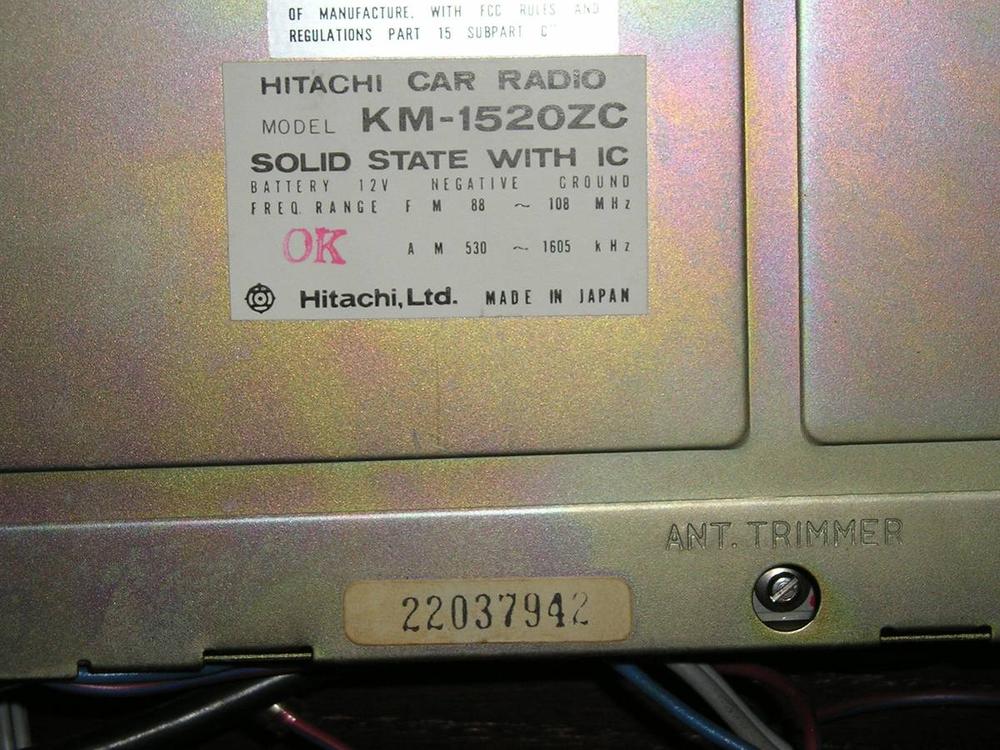 OF MANUFACTURE, WITH FCC RULES AND
REGULATIONS PART 15 SUBPART C
HITACHI CAR RADIO
MODEL KM-1520ZC
SOLID STATE WITH IC
BATTERY 12V NEGATIVE GROUND
FREQ. RANGE F M 88 ~ 108 MHz
OK A M 530 ~ 1605 kHz
Hitachi, Ltd. MADE IN JAPAN
ANT. TRIMMER
22037942